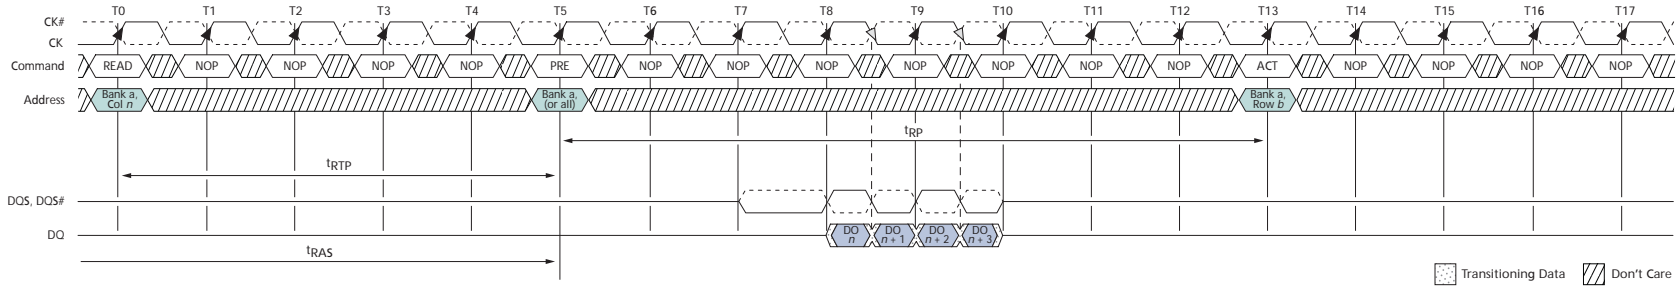 T0 T1 T2 T3 T4 T5 T6 T7 T8 T9 T10 T11 T12 T13 T14 T15 T16 T17
CK#
CK
Command READ NOP NOP NOP NOP PRE NOP NOP NOP NOP NOP NOP NOP ACT NOP NOP NOP NOP
Address Bank a, Col n Bank a, (or all) Bank a, Row b
tRP
tRTP
DQS, DQS#
DQ DO n DO n + 1 DO n + 2 DO n + 3
tRAS
Transitioning Data Don't Care